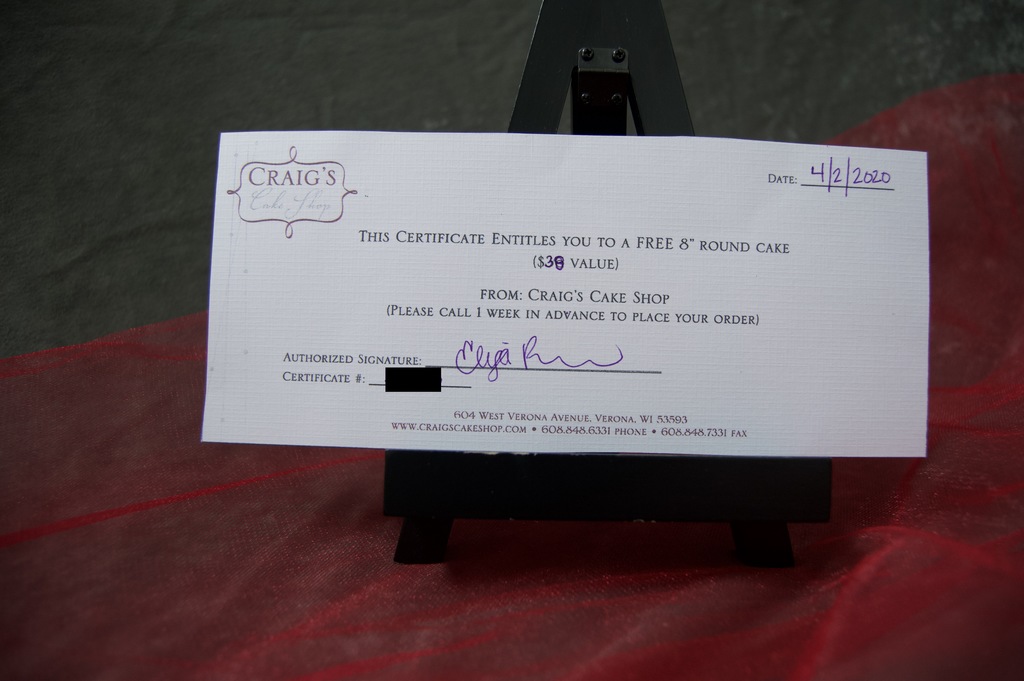 CRAIG'S
Cake Shop
DATE: 4/2/2020
THIS CERTIFICATE ENTITLES YOU TO A FREE 8" ROUND CAKE
($38 VALUE)
FROM: CRAIG'S CAKE SHOP
(PLEASE CALL 1 WEEK IN ADVANCE TO PLACE YOUR ORDER)
AUTHORIZED SIGNATURE:
CERTIFICATE #:
604 WEST VERONA AVENUE, VERONA, WI 53593
WWW.CRAIGSCAKESHOP.COM • 608.848.6331 PHONE • 608.848.7331 FAX